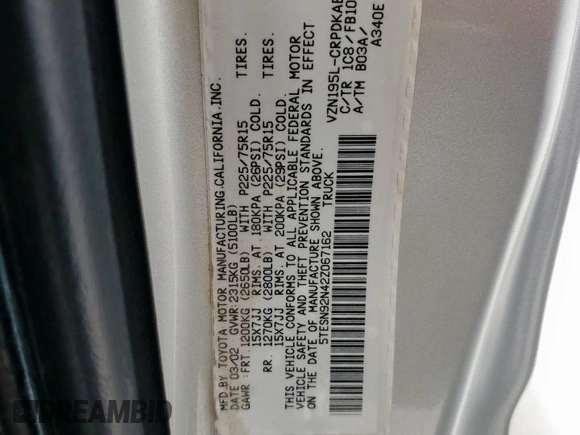 MFD BY TOYOTA MOTOR MANUFACTURING.CALIFORNIA.INC.
DATE 03/02 GVWR:2315KG (5100LB)
GAWR :FRT.1200KG (2650LB) WITH P225/75R15 TIRES.
15X7JJ RIMS. AT 180KPA (26PSI) COLD.
RR. 1270KG (2800LB) WITH P225/75R15 TIRES.
15X7JJ RIMS. AT 200KPA (29PSI) COLD.
THIS VEHICLE CONFORMS TO ALL APPLICABLE FEDERAL MOTOR
VEHICLE SAFETY AND THEFT PREVENTION STANDARDS IN EFFECT
ON THE DATE OF MANUFACTURE SHOWN ABOVE.
5TESN92N42Z067162 TRUCK
VZN195L-CRPDKAB
C/TR 1C8/FB10
A/TM B03A/
A340E
DREAMBID